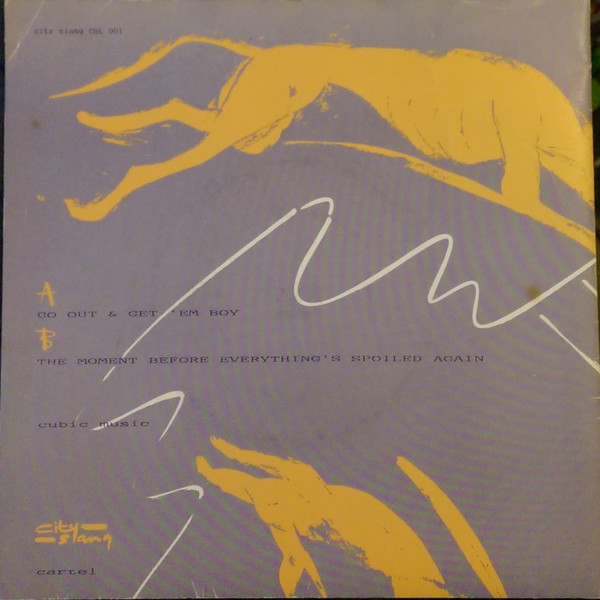 city slang CSL 001
A
GO OUT & GET 'EM BOY
B
THE MOMENT BEFORE EVERYTHING'S SPOILED AGAIN
cubic music
city
slang
cartel